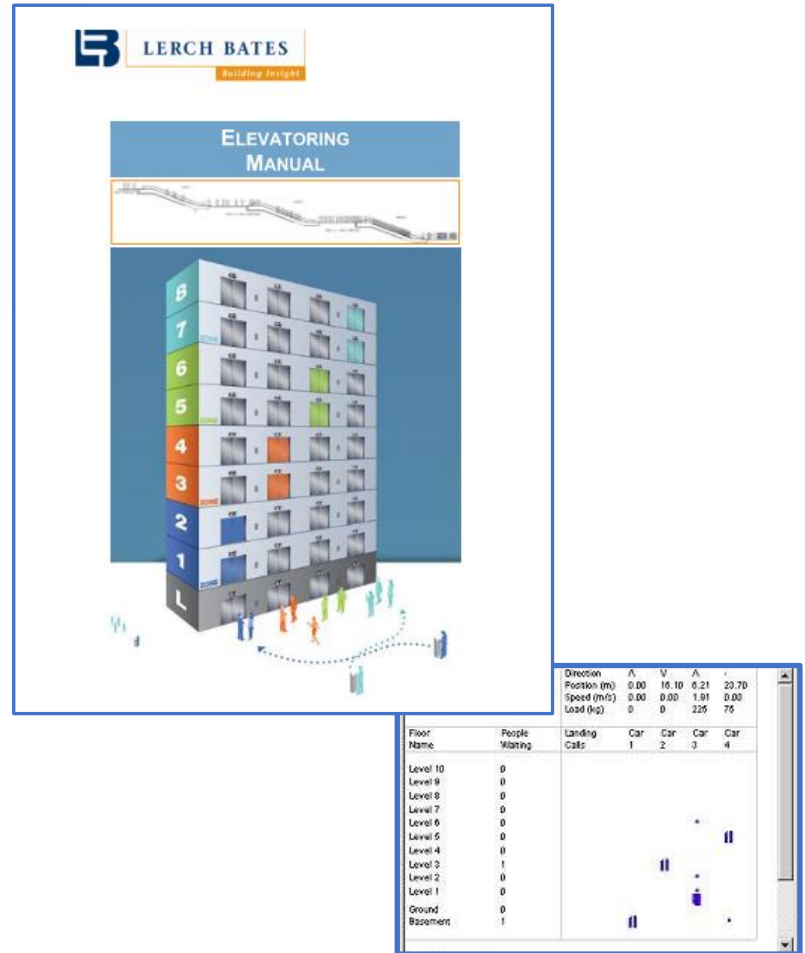 LERCH BATES
Building Insight
ELEVATORING
MANUAL
8
7
ZONE
6
5
ZONE
4
3
ZONE
2
1
ZONE
L
Direction Λ V Λ -
Position (m) 0.00 16.10 6.21 23.70
Speed (m/s) 0.00 0.00 1.91 0.00
Load (kg) 0 0 225 75
Floor People Landing Car Car Car Car
Name Waiting Calls 1 2 3 4
Level 10 0
Level 9 0
Level 8 0
Level 7 0
Level 6 0
Level 5 0
Level 4 0
Level 3 1
Level 2 0
Level 1 0
Ground 0
Basement 1